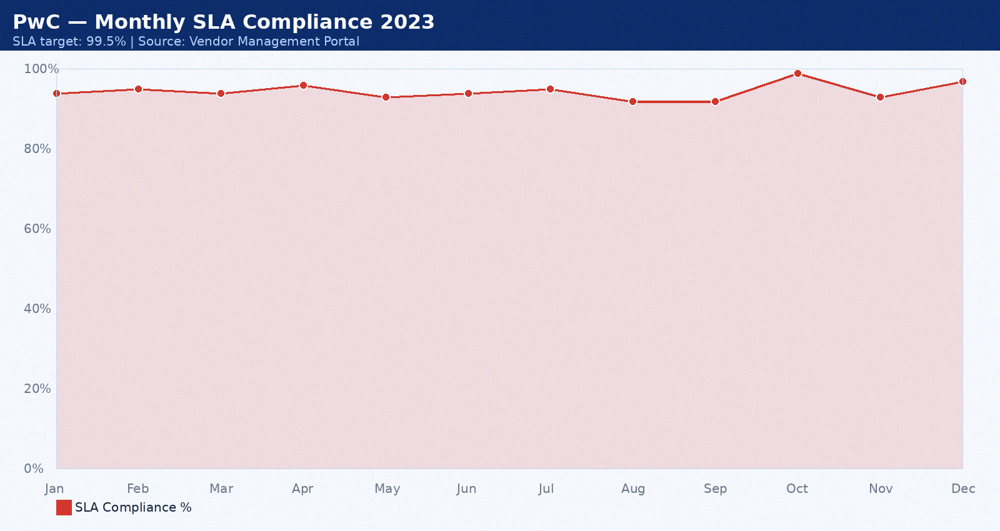 PwC — Monthly SLA Compliance 2023
SLA target: 99.5% | Source: Vendor Management Portal
100%
80%
60%
40%
20%
0%
Jan Feb Mar Apr May Jun Jul Aug Sep Oct Nov Dec
SLA Compliance %